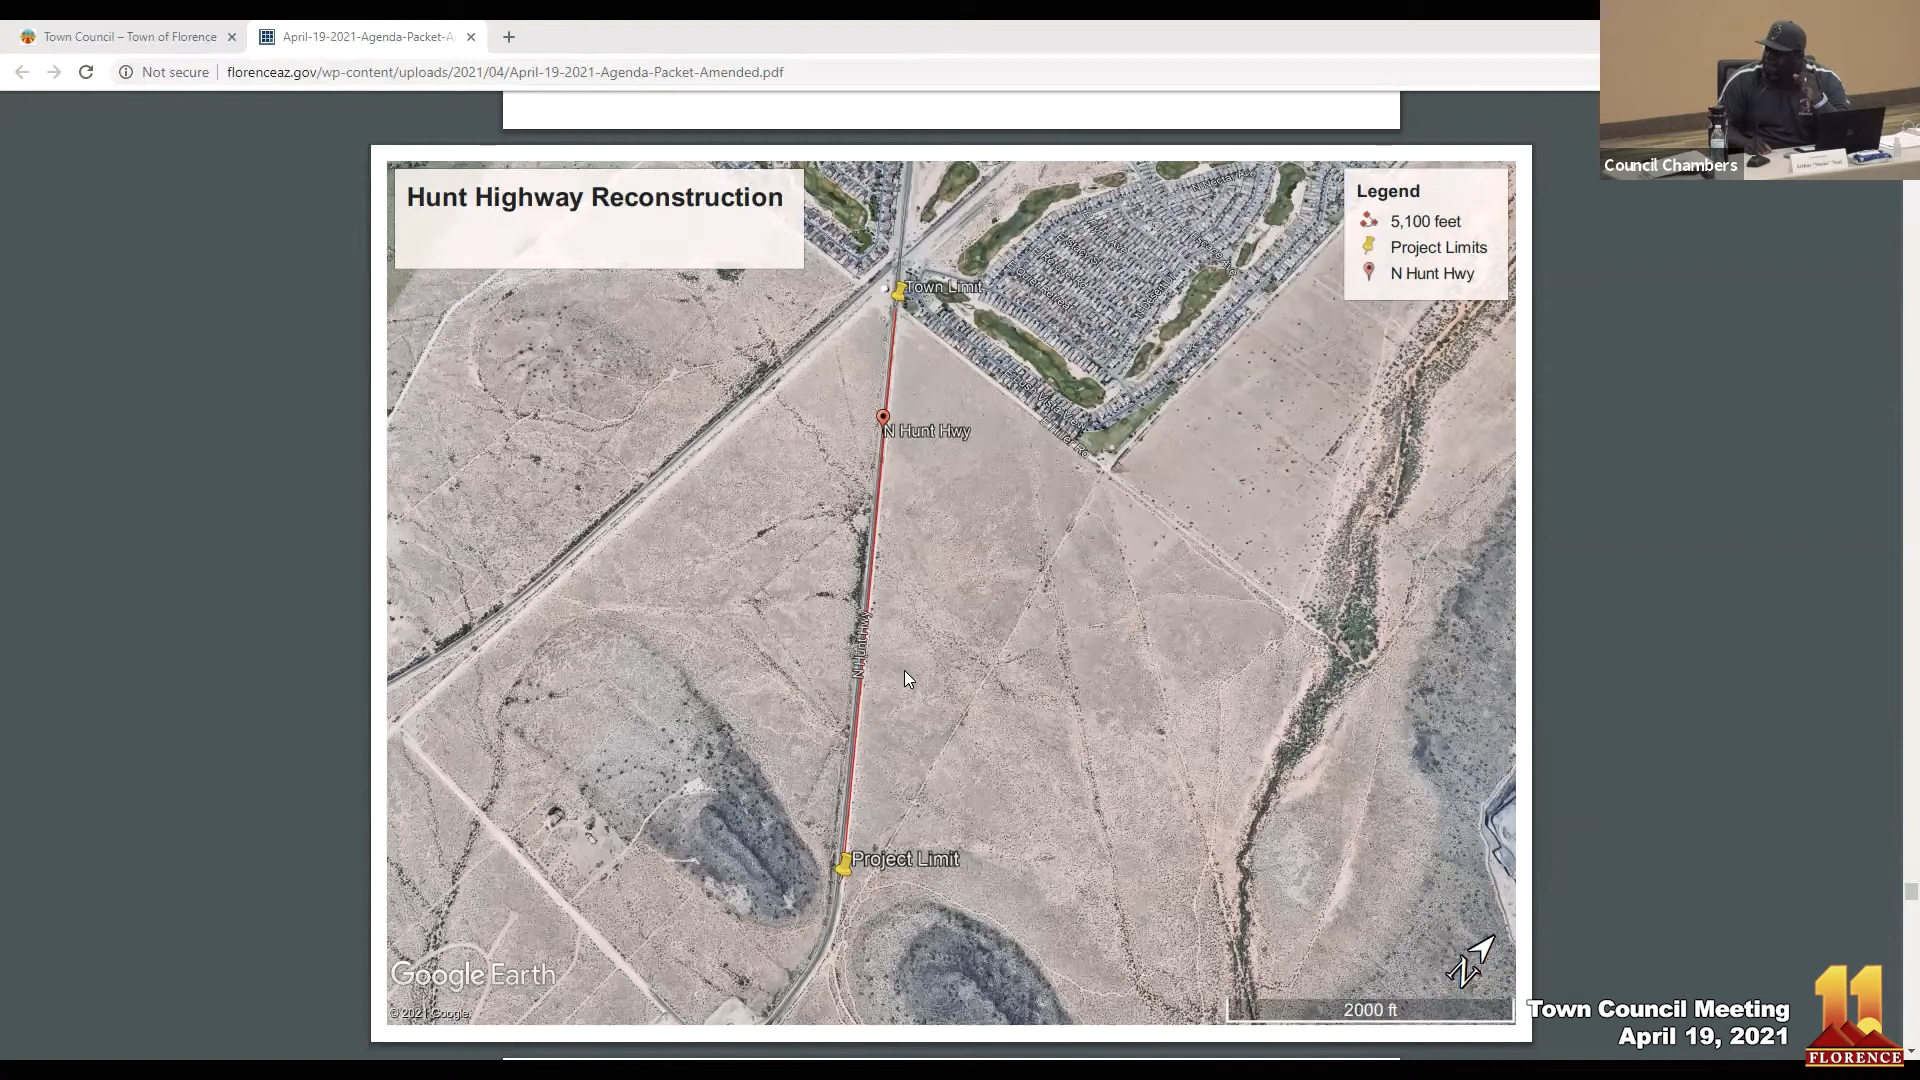 Town Council – Town of Florence
April-19-2021-Agenda-Packet-A
Not secure
florenceaz.gov/wp-content/uploads/2021/04/April-19-2021-Agenda-Packet-Amended.pdf
Council Chambers
Hunt Highway Reconstruction
Legend
5,100 feet
Project Limits
N Hunt Hwy
Town Limit
N Hunt Hwy
N Hunt Hwy
Project Limit
Google Earth
© 2021 Google
N
2000 ft
Town Council Meeting
April 19, 2021
11
FLORENCE